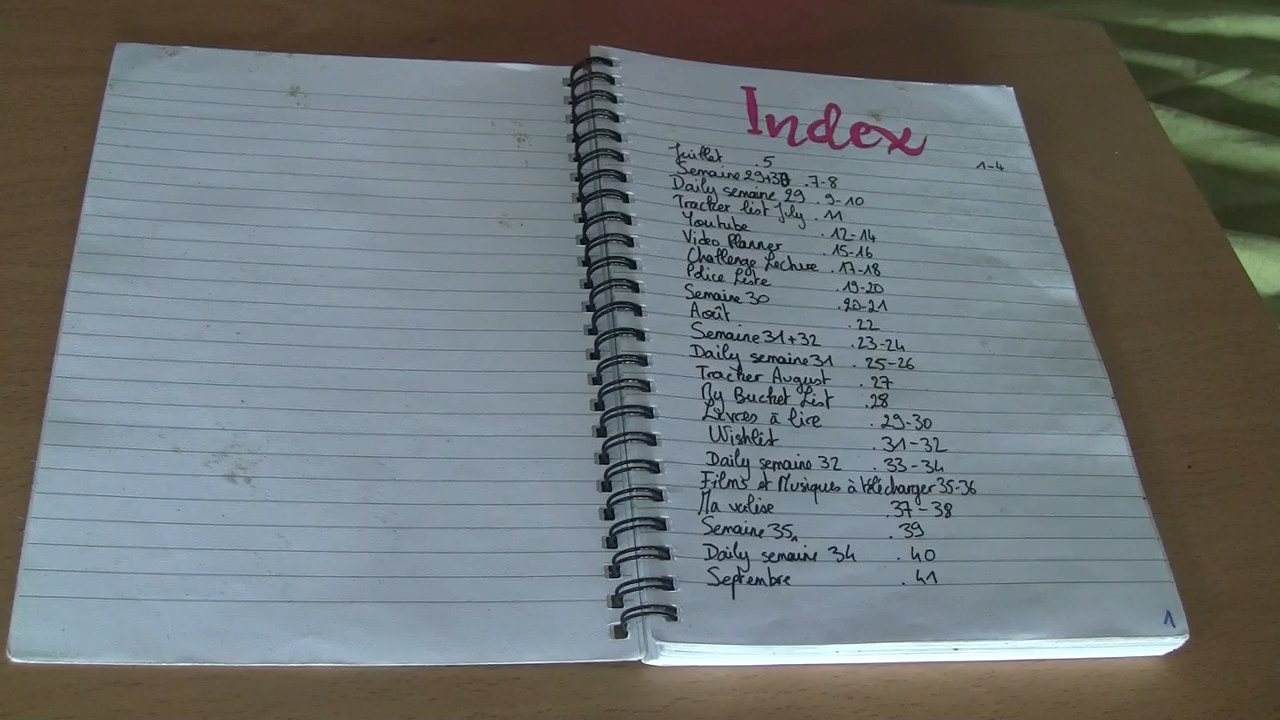 Index
1-4
Juillet .5
Semaine 29+30 .7-8
Daily semaine 29 .9-10
Tracker list July .11
Youtube .12-14
Video Planner .15-16
Challenge Lecture .17-18
Police Liste .19-20
Semaine 30 .20-21
Août .22
Semaine 31+32 .23-24
Daily semaine 31 .25-26
Tracker August .27
My Bucket List .28
Livres à lire .29-30
Wishlist .31-32
Daily semaine 32 .33-34
Films et Musiques à télécharger 35-36
Ma valise .37-38
Semaine 35 .39
Daily semaine 34 .40
Septembre .41
1